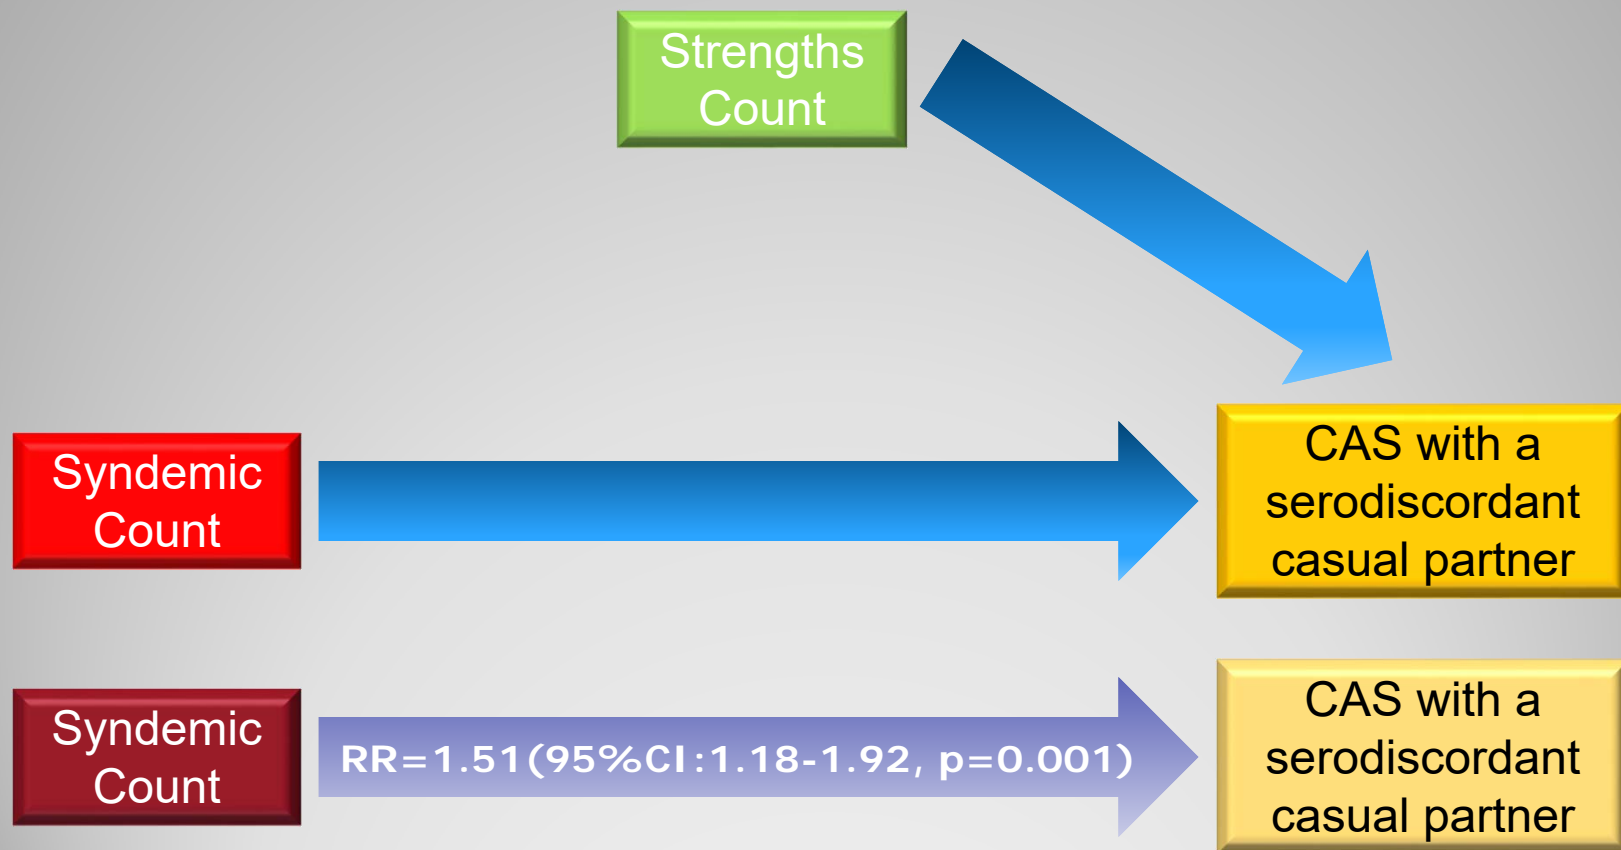 Strengths
Count
Syndemic
Count
CAS with a
serodiscordant
casual partner
Syndemic
Count
RR=1.51(95%CI:1.18-1.92, p=0.001)
CAS with a
serodiscordant
casual partner